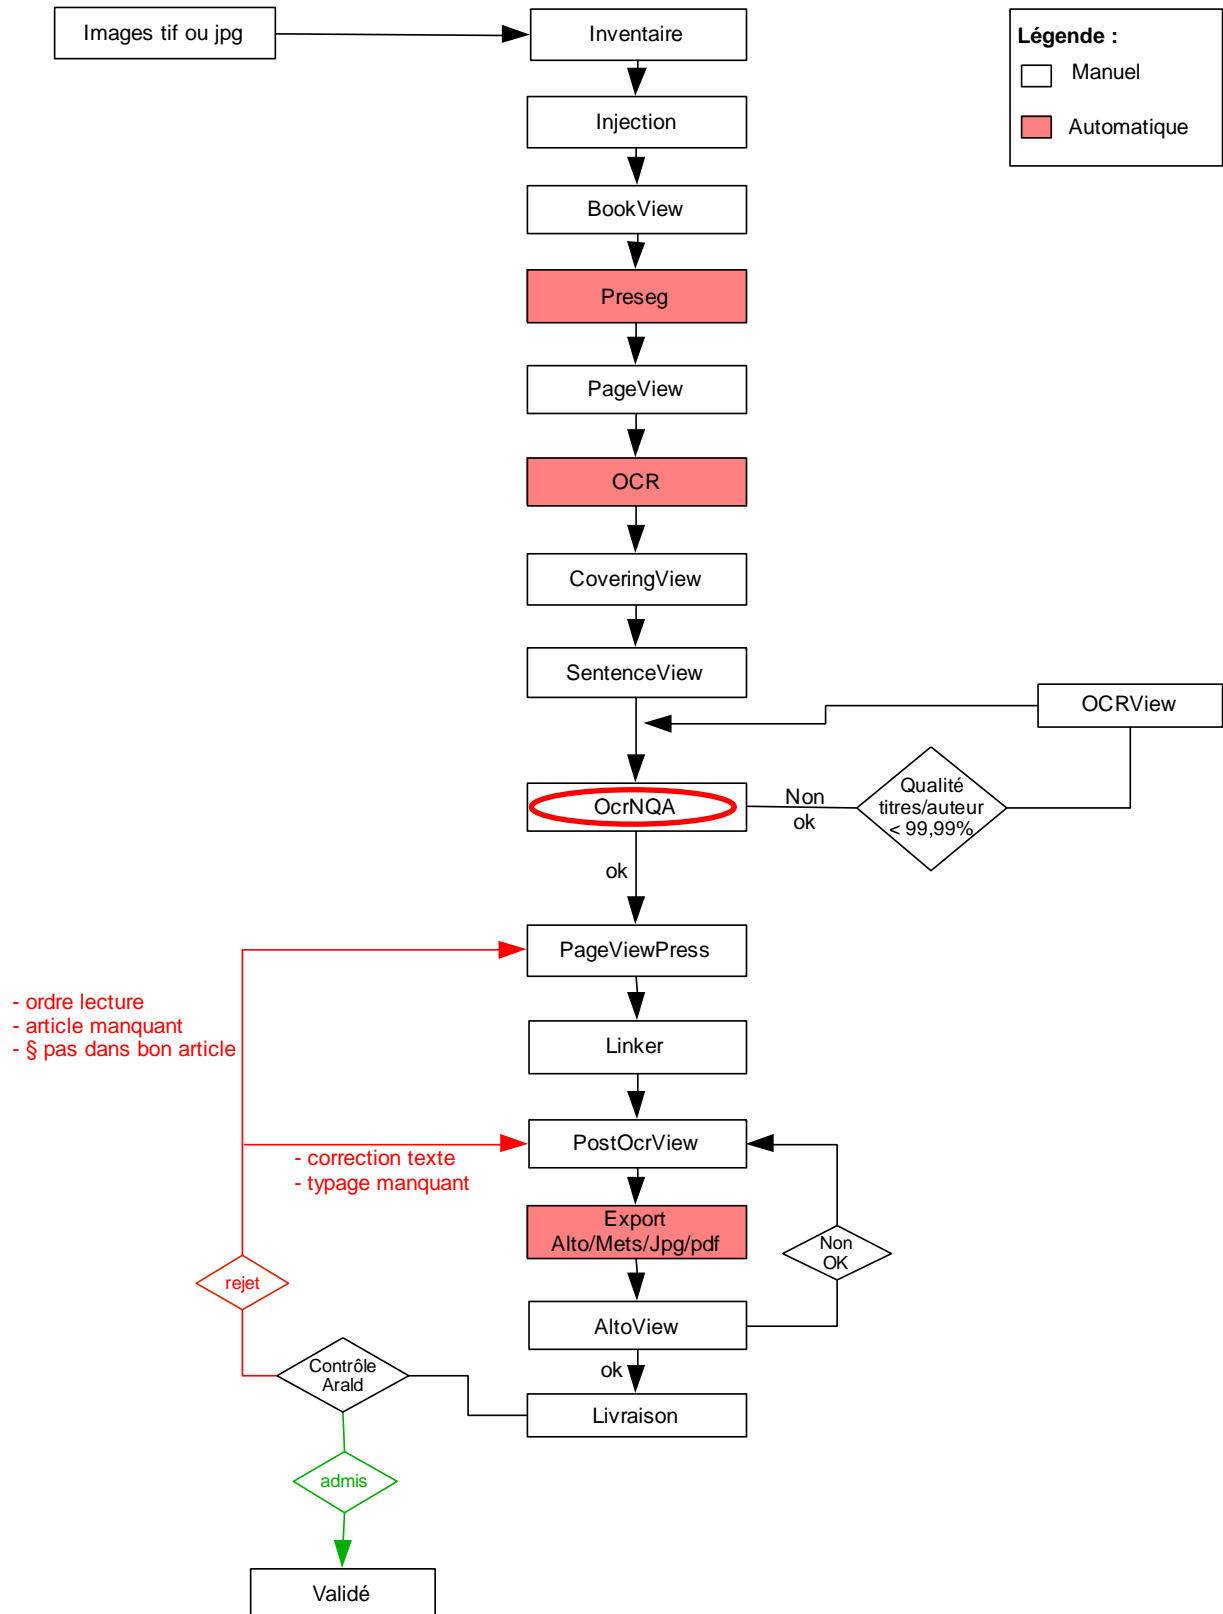 Images tif ou jpg
Inventaire
Légende :
Manuel
Automatique
Injection
BookView
Preseg
PageView
OCR
CoveringView
SentenceView
OCRView
OcrNQA
Non
ok
Qualité
titres/auteur
< 99,99%
ok
PageViewPress
- ordre lecture
- article manquant
- § pas dans bon article
Linker
PostOcrView
- correction texte
- typage manquant
Export
Alto/Mets/Jpg/pdf
Non
OK
rejet
AltoView
ok
Contrôle
Arald
Livraison
admis
Validé